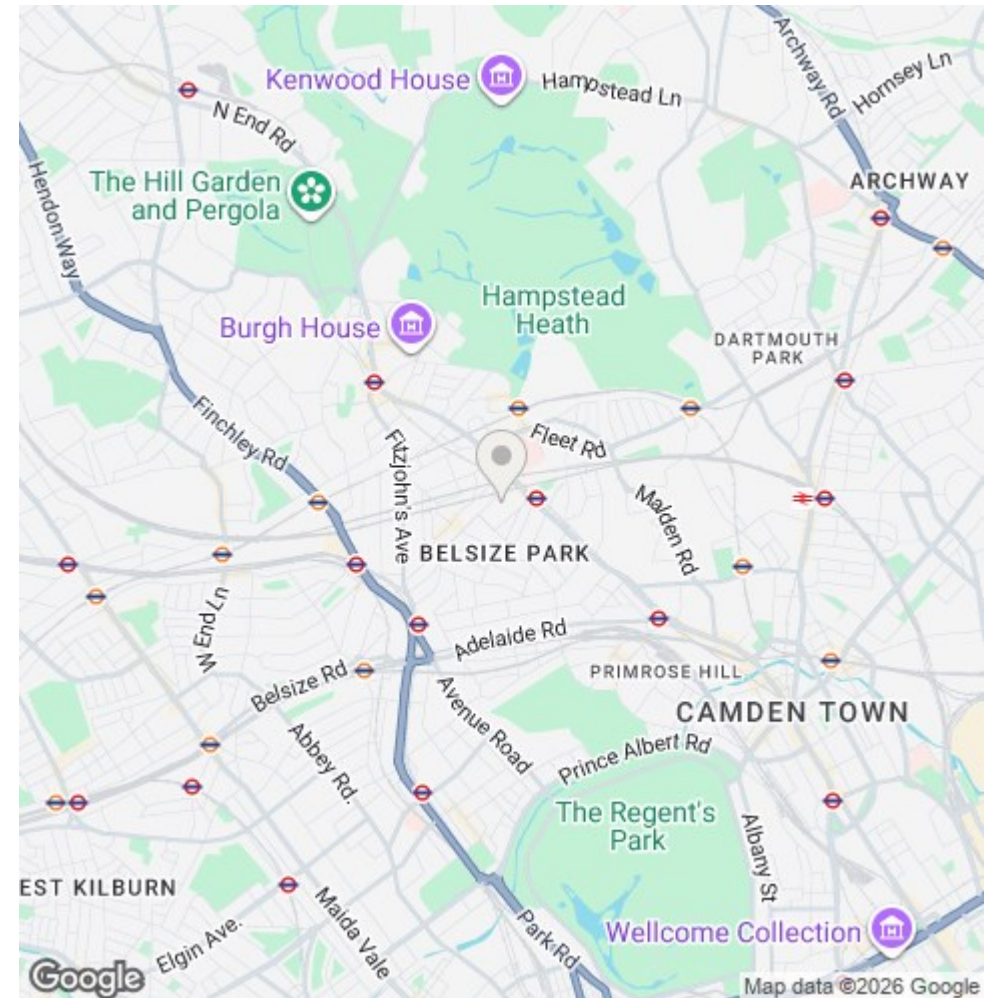 Kenwood House
Hampstead Ln
Archway Rd
Hornsey Ln
N End Rd
The Hill Garden
and Pergola
ARCHWAY
Hendon Way
Hampstead
Heath
Burgh House
DARTMOUTH
PARK
Finchley Rd
Fitzjohn's Ave
Fleet Rd
Malden Rd
BELSIZE PARK
W End Ln
Adelaide Rd
Belsize Rd
PRIMROSE HILL
Avenue Road
CAMDEN TOWN
Abbey Rd.
Prince Albert Rd
The Regent's
Park
Albany St
EST KILBURN
Maida Vale
Elgin Ave.
Park Rd
Wellcome Collection
Google
Map data ©2026 Google